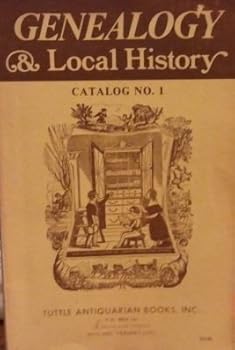 GENEALOGY
& Local History
CATALOG NO. 1
TUTTLE ANTIQUARIAN BOOKS, INC.